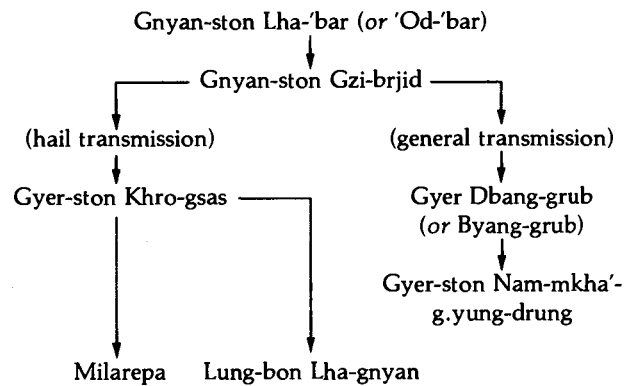 Gnyan-ston Lha-'bar (or 'Od-'bar)
Gnyan-ston Gzi-brjid
(hail transmission)
(general transmission)
Gyer-ston Khro-gsas
Gyer Dbang-grub
(or Byang-grub)
Gyer-ston Nam-mkha'-
g.yung-drung
Milarepa
Lung-bon Lha-gnyan